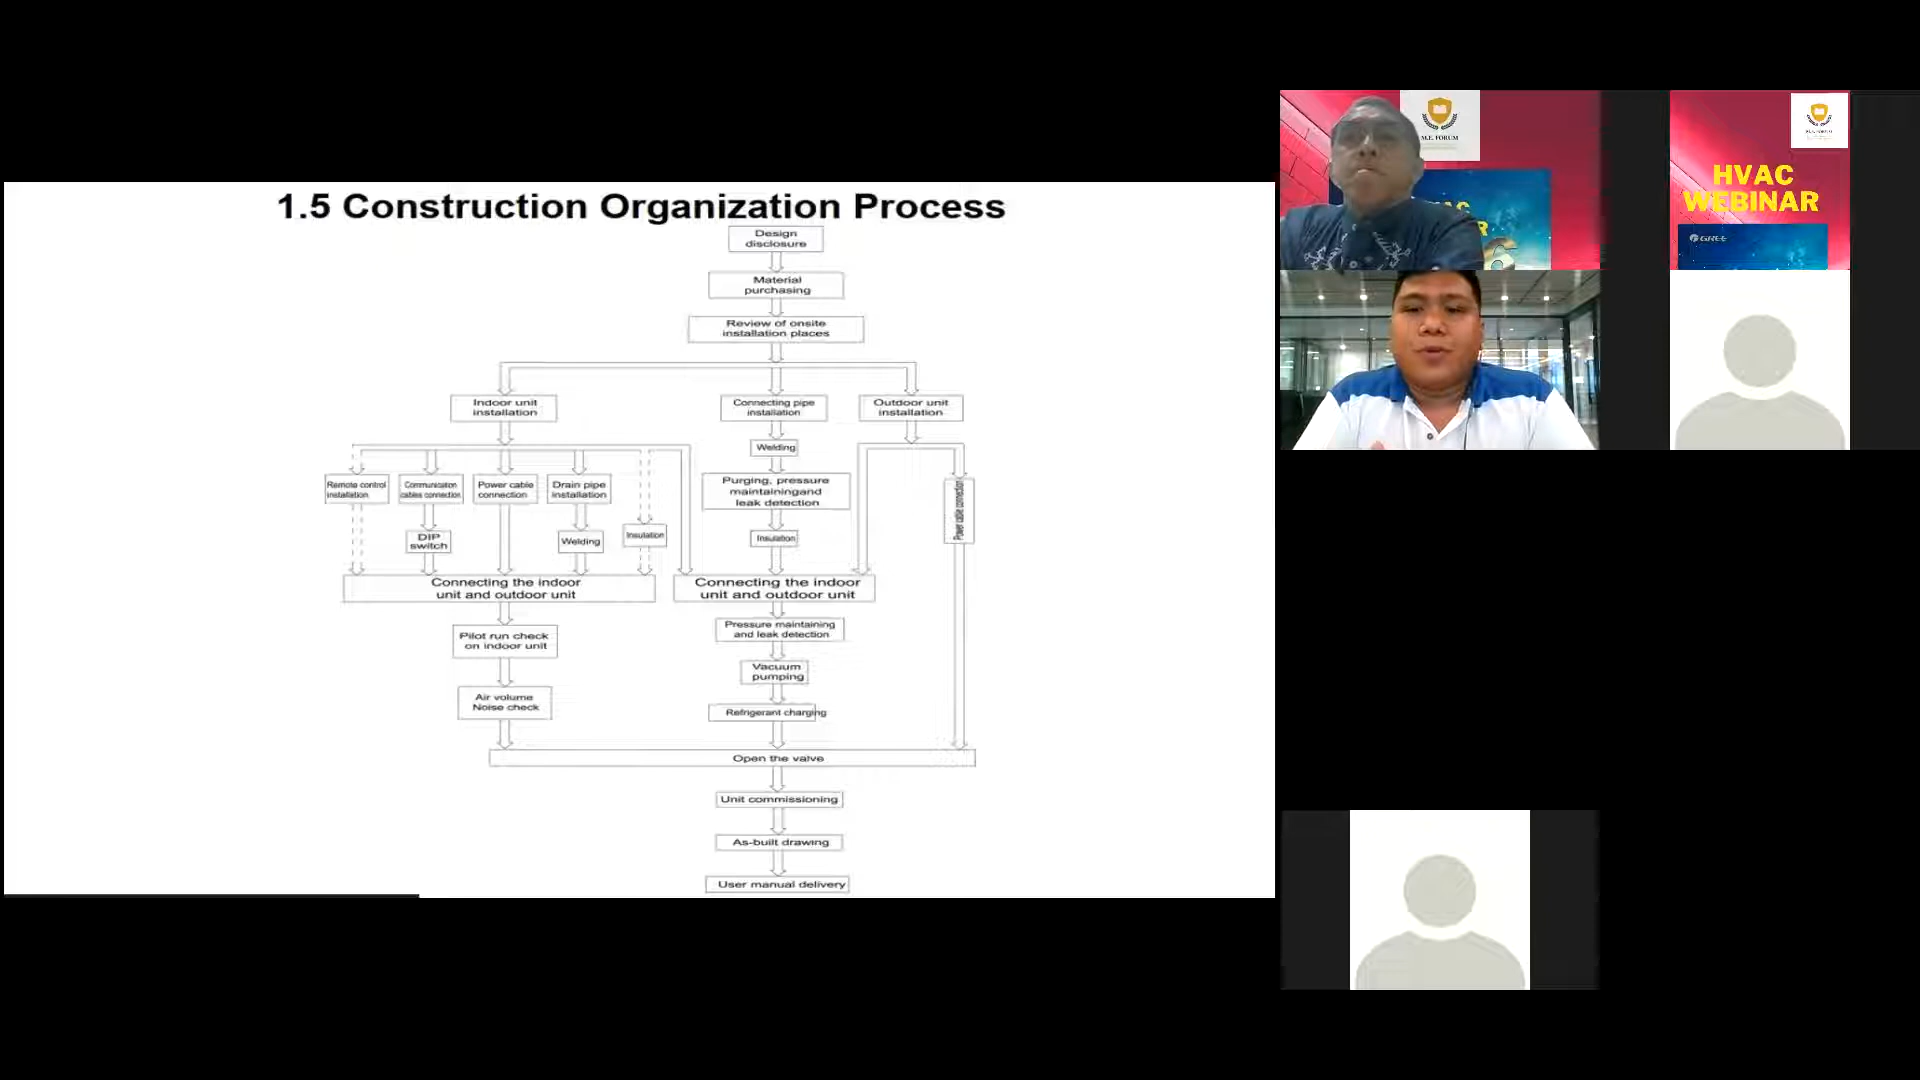 1.5 Construction Organization Process
Design
disclosure
Material
purchasing
Review of onsite
installation places
Indoor unit
installation
Connecting pipe
installation
Outdoor unit
installation
Welding
Remote control
installation
Communication
cables connection
Power cable
connection
Drain pipe
installation
Purging, pressure
maintainingand
leak detection
Power cable connection
DIP
switch
Welding
Insulation
Insulation
Connecting the indoor
unit and outdoor unit
Connecting the indoor
unit and outdoor unit
Pilot run check
on indoor unit
Pressure maintaining
and leak detection
Vacuum
pumping
Air volume
Noise check
Refrigerant charging
Open the valve
Unit commissioning
As-built drawing
User manual delivery
M.E. FORUM
M.E. FORUM
HVAC
WEBINAR
GREE